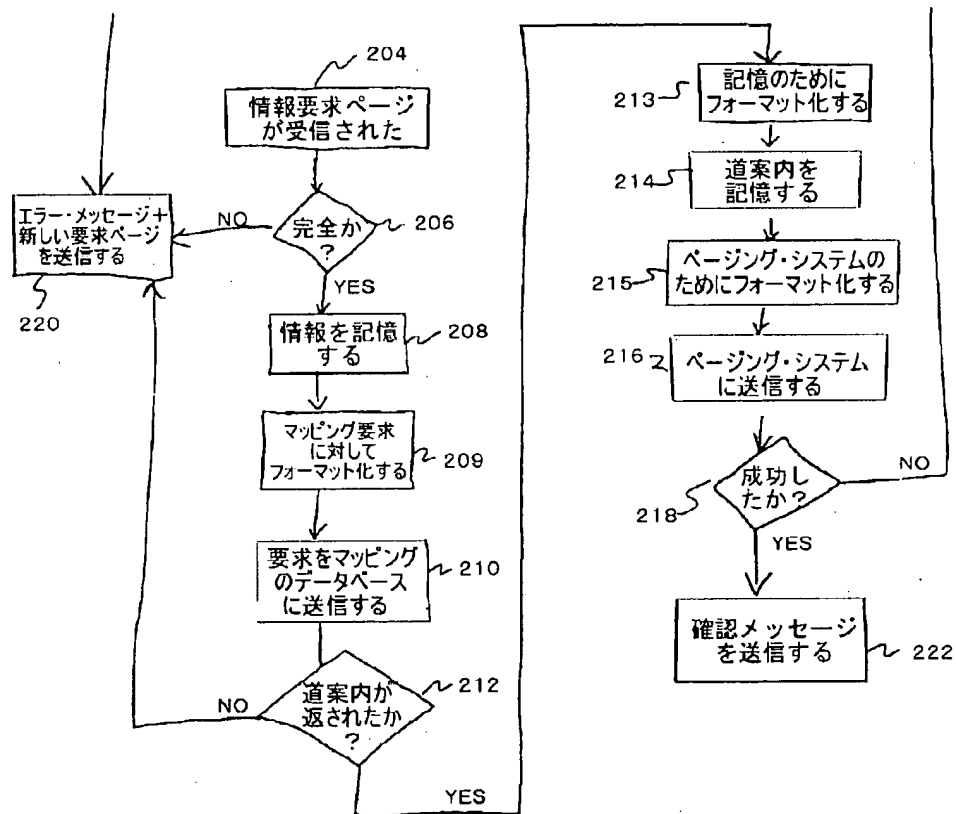 204
情報要求ページ
が受信された
完全か
?
206
NO
エラー・メッセージ+
新しい要求ページ
を送信する
220
YES
情報を記憶
する
208
マッピング要求
に対して
フォーマット化する
209
要求をマッピング
のデータベース
に送信する
210
道案内が
返されたか
?
212
NO
YES
記憶のために
フォーマット化する
213
道案内を
記憶する
214
ページング・システムの
ためにフォーマット化する
215
ページング・システム
に送信する
216
成功し
たか?
218
NO
YES
確認メッセージ
を送信する
222